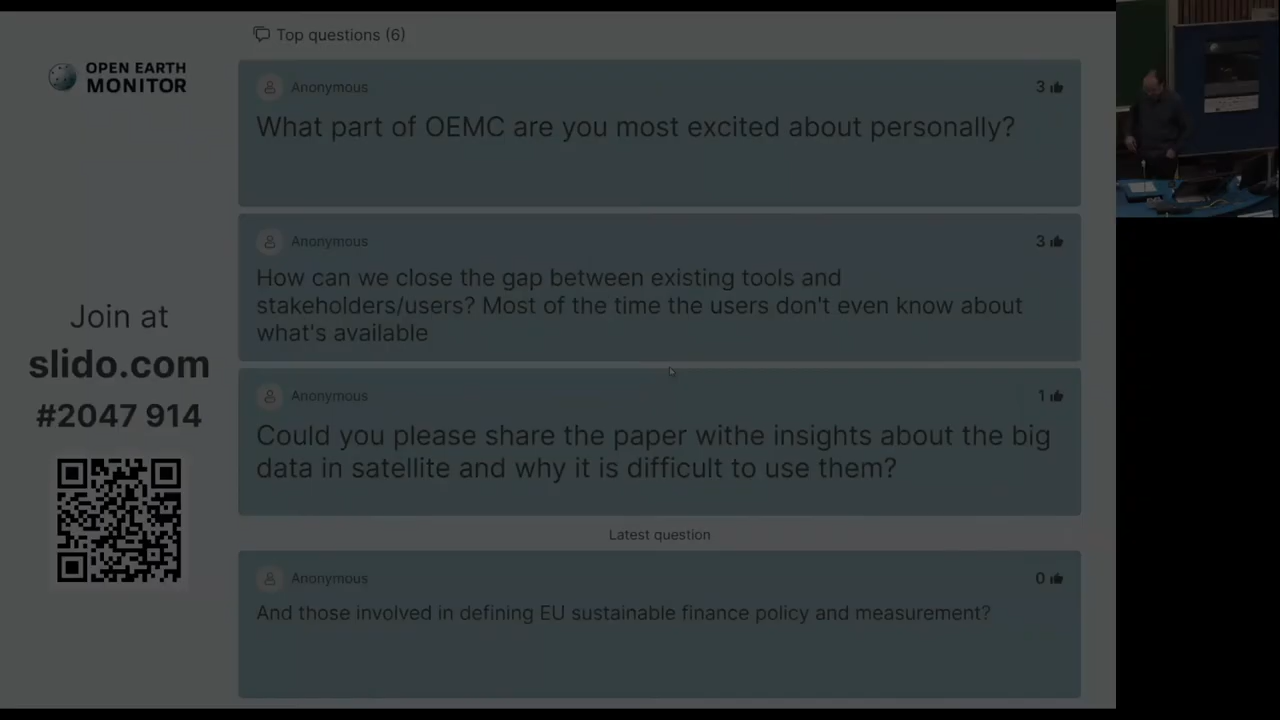 OPEN EARTH
MONITOR
Join at
slido.com
#2047 914
Top questions (6)
Anonymous
3
What part of OEMC are you most excited about personally?
Anonymous
3
How can we close the gap between existing tools and
stakeholders/users? Most of the time the users don't even know about
what's available
Anonymous
1
Could you please share the paper withe insights about the big
data in satellite and why it is difficult to use them?
Latest question
Anonymous
0
And those involved in defining EU sustainable finance policy and measurement?